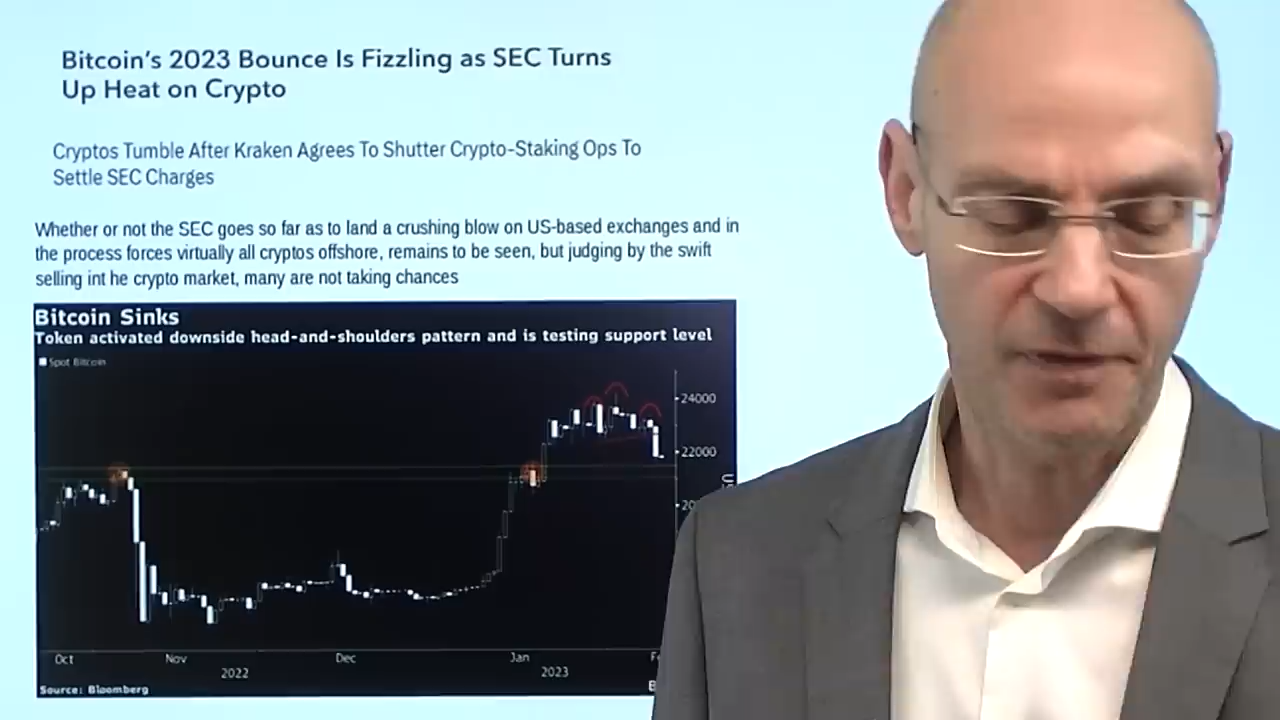 Bitcoin's 2023 Bounce Is Fizzling as SEC Turns
Up Heat on Crypto
Cryptos Tumble After Kraken Agrees To Shutter Crypto-Staking Ops To
Settle SEC Charges
Whether or not the SEC goes so far as to land a crushing blow on US-based exchanges and in
the process forces virtually all cryptos offshore, remains to be seen, but judging by the swift
selling int he crypto market, many are not taking chances
Bitcoin Sinks
Token activated downside head-and-shoulders pattern and is testing support level
Spot Bitcoin
24000
22000
20
Oct Nov Dec Jan
2022 2023
Source: Bloomberg